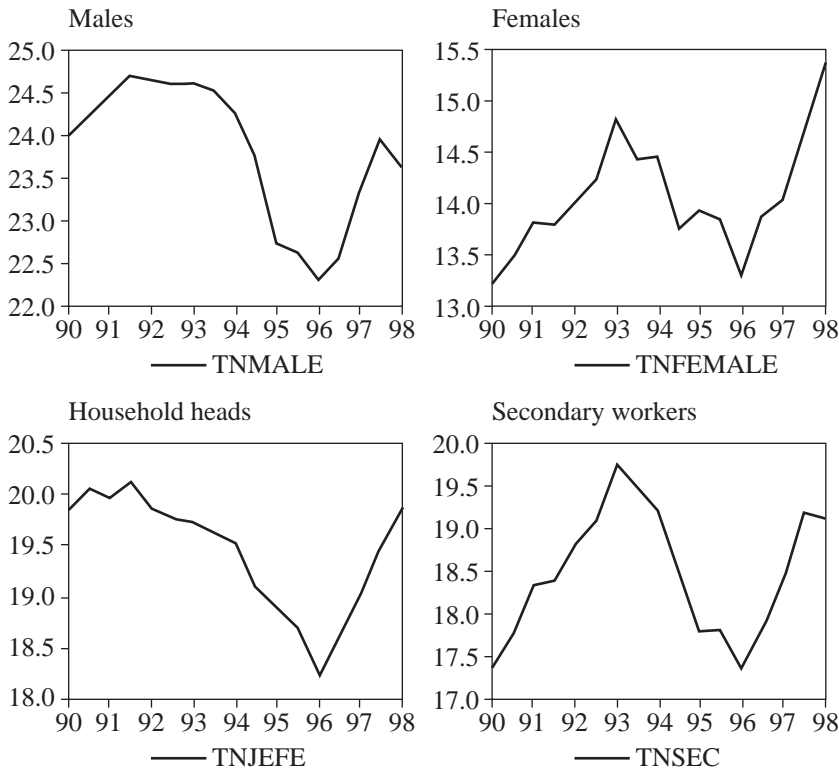 Males
25.0
24.5
24.0
23.5
23.0
22.5
22.0
90 91 92 93 94 95 96 97 98
TNMALE
Females
15.5
15.0
14.5
14.0
13.5
13.0
90 91 92 93 94 95 96 97 98
TNFEMALE
Household heads
20.5
20.0
19.5
19.0
18.5
18.0
90 91 92 93 94 95 96 97 98
TNJEFE
Secondary workers
20.0
19.5
19.0
18.5
18.0
17.5
17.0
90 91 92 93 94 95 96 97 98
TNSEC